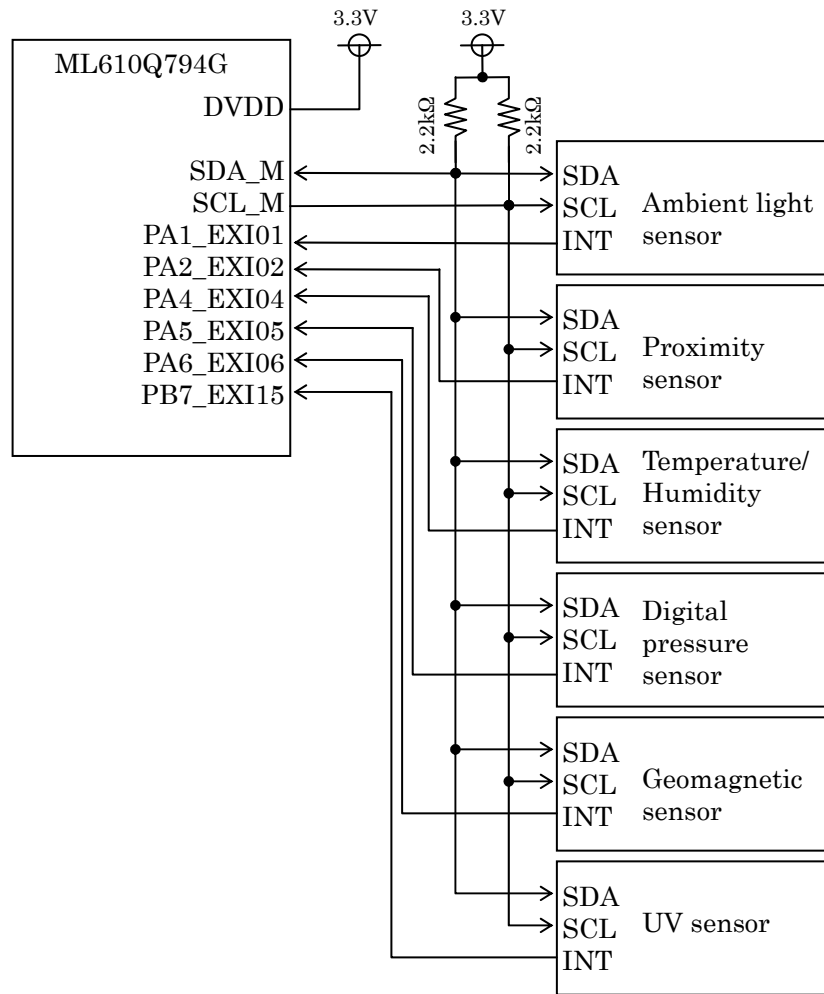 3.3V
3.3V
ML610Q794G
DVDD
2.2kΩ
2.2kΩ
SDA_M
SCL_M
PA1_EXI01
PA2_EXI02
PA4_EXI04
PA5_EXI05
PA6_EXI06
PB7_EXI15
SDA
SCL
INT
Ambient light
sensor
SDA
SCL
INT
Proximity
sensor
SDA
SCL
INT
Temperature/
Humidity
sensor
SDA
SCL
INT
Digital
pressure
sensor
SDA
SCL
INT
Geomagnetic
sensor
SDA
SCL
INT
UV sensor